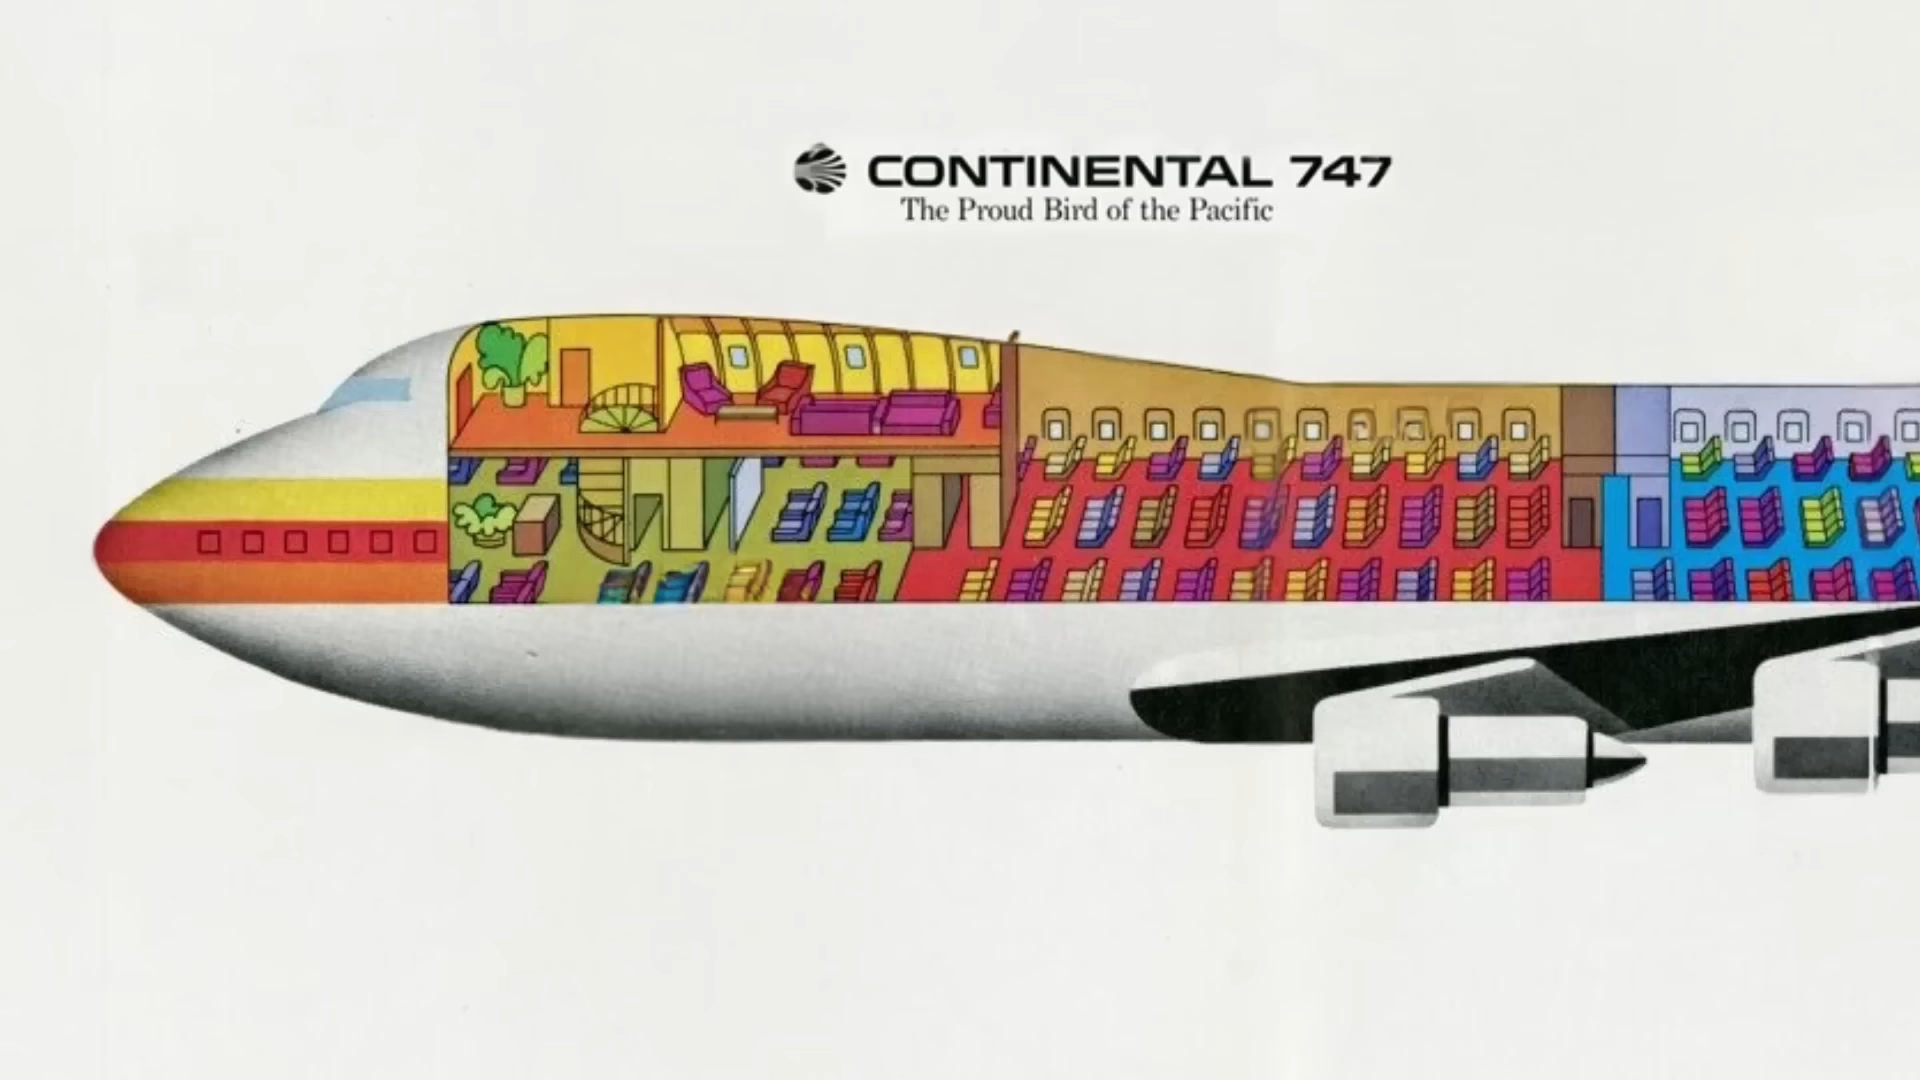 CONTINENTAL 747
The Proud Bird of the Pacific